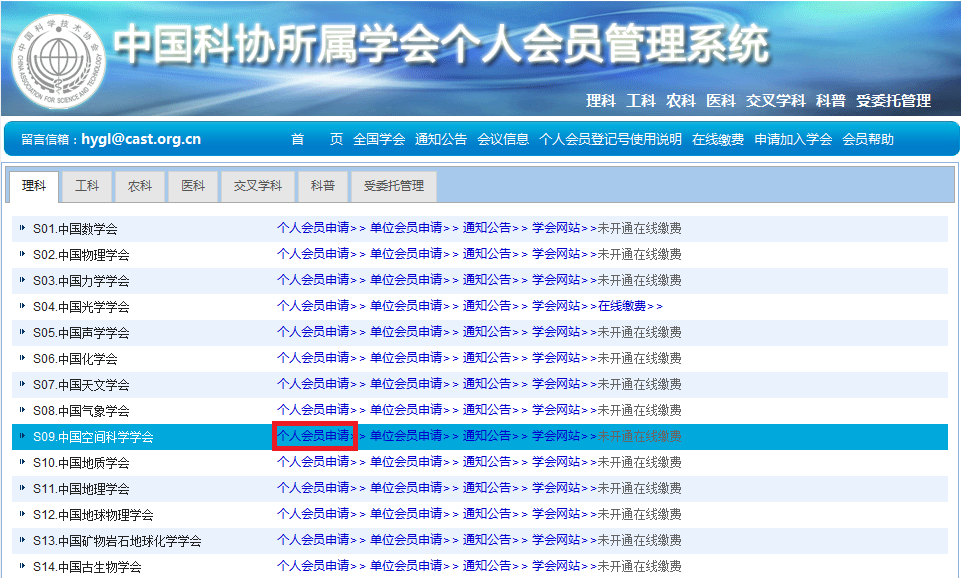 中国科学技术协会
CHINA ASSOCIATION FOR SCIENCE AND TECHNOLOGY
中国科协所属学会个人会员管理系统
理科 工科 农科 医科 交叉学科 科普 受委托管理
留言信箱：hygl@cast.org.cn 首 页 全国学会 通知公告 会议信息 个人会员登记号使用说明 在线缴费 申请加入学会 会员帮助
理科 工科 农科 医科 交叉学科 科普 受委托管理
S01.中国数学会 个人会员申请>> 单位会员申请>> 通知公告>> 学会网站>>未开通在线缴费
S02.中国物理学会 个人会员申请>> 单位会员申请>> 通知公告>> 学会网站>>未开通在线缴费
S03.中国力学学会 个人会员申请>> 单位会员申请>> 通知公告>> 学会网站>>未开通在线缴费
S04.中国光学学会 个人会员申请>> 单位会员申请>> 通知公告>> 学会网站>>在线缴费>>
S05.中国声学学会 个人会员申请>> 单位会员申请>> 通知公告>> 学会网站>>未开通在线缴费
S06.中国化学会 个人会员申请>> 单位会员申请>> 通知公告>> 学会网站>>未开通在线缴费
S07.中国天文学会 个人会员申请>> 单位会员申请>> 通知公告>> 学会网站>>未开通在线缴费
S08.中国气象学会 个人会员申请>> 单位会员申请>> 通知公告>> 学会网站>>未开通在线缴费
S09.中国空间科学学会 个人会员申请>> 单位会员申请>> 通知公告>> 学会网站>>未开通在线缴费
S10.中国地质学会 个人会员申请>> 单位会员申请>> 通知公告>> 学会网站>>未开通在线缴费
S11.中国地理学会 个人会员申请>> 单位会员申请>> 通知公告>> 学会网站>>未开通在线缴费
S12.中国地球物理学会 个人会员申请>> 单位会员申请>> 通知公告>> 学会网站>>未开通在线缴费
S13.中国矿物岩石地球化学学会 个人会员申请>> 单位会员申请>> 通知公告>> 学会网站>>未开通在线缴费
S14.中国古生物学会 个人会员申请>> 单位会员申请>> 通知公告>> 学会网站>>未开通在线缴费